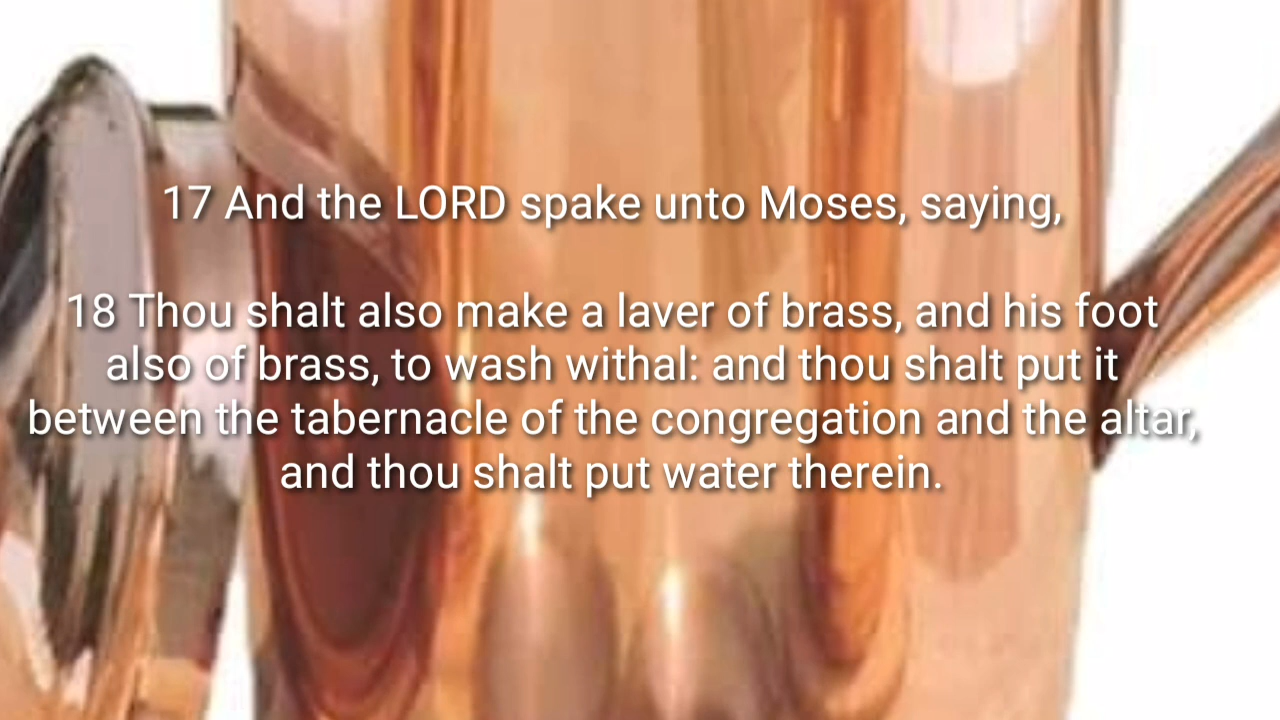 17 And the LORD spake unto Moses, saying,
18 Thou shalt also make a laver of brass, and his foot
also of brass, to wash withal: and thou shalt put it
between the tabernacle of the congregation and the altar,
and thou shalt put water therein.